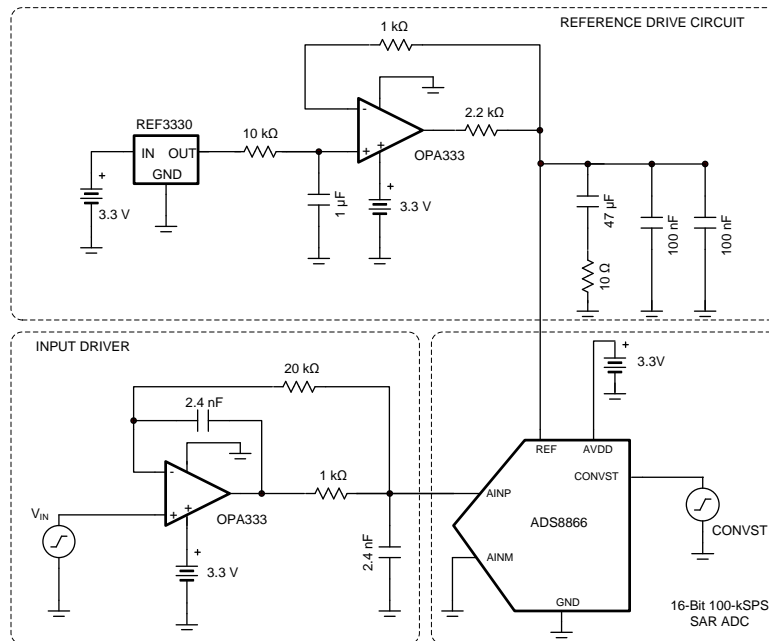 REFERENCE DRIVE CIRCUIT
1 kΩ
REF3330
10 kΩ
2.2 kΩ
IN OUT
GND
-
+ +
OPA333
+
3.3 V
1 µF
+
3.3 V
47 µF
10 Ω
100 nF
100 nF
INPUT DRIVER
20 kΩ
2.4 nF
-
+ +
OPA333
1 kΩ
VIN
+
3.3 V
2.4 nF
+
3.3V
REF
AVDD
CONVST
AINP
ADS8866
AINM
GND
CONVST
16-Bit 100-kSPS
SAR ADC